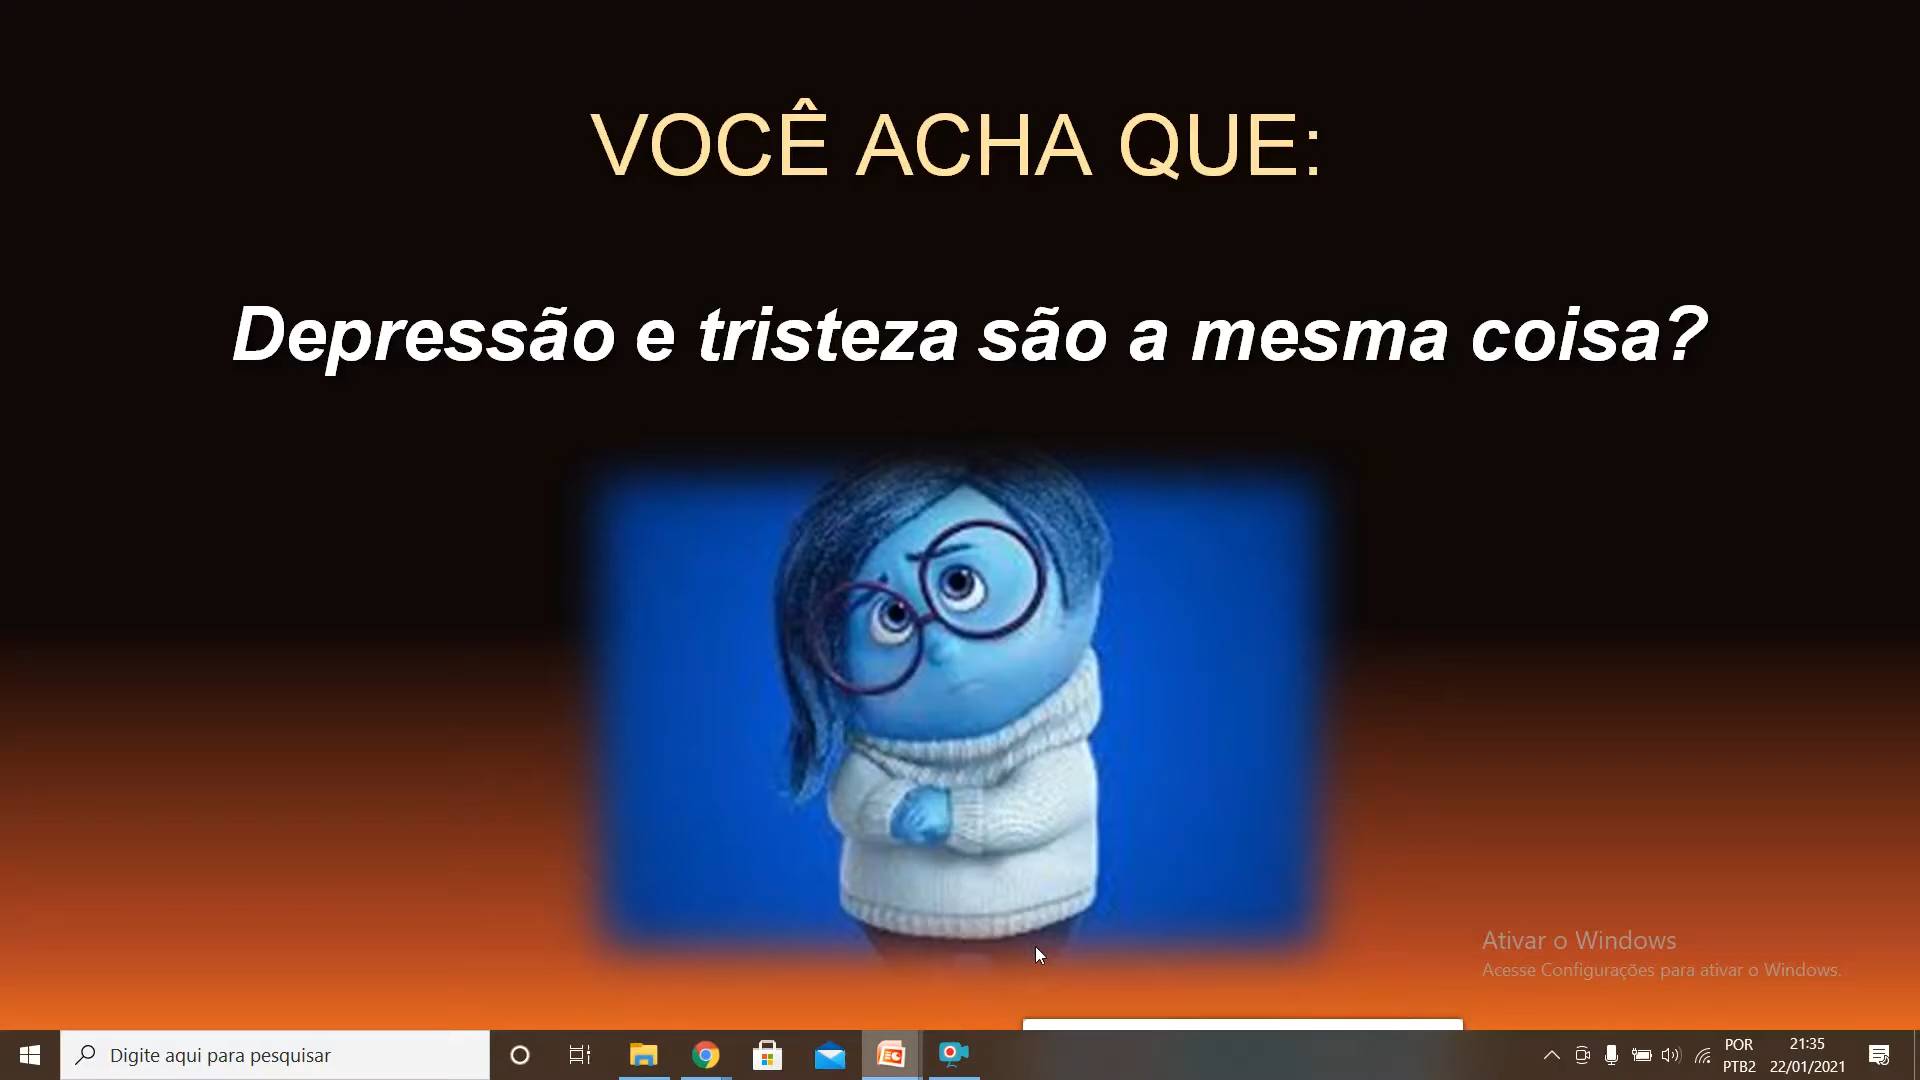 VOCÊ ACHA QUE:
Depressão e tristeza são a mesma coisa?
Ativar o Windows
Acesse Configurações para ativar o Windows.
Digite aqui para pesquisar
POR
21:35
PTB2
22/01/2021